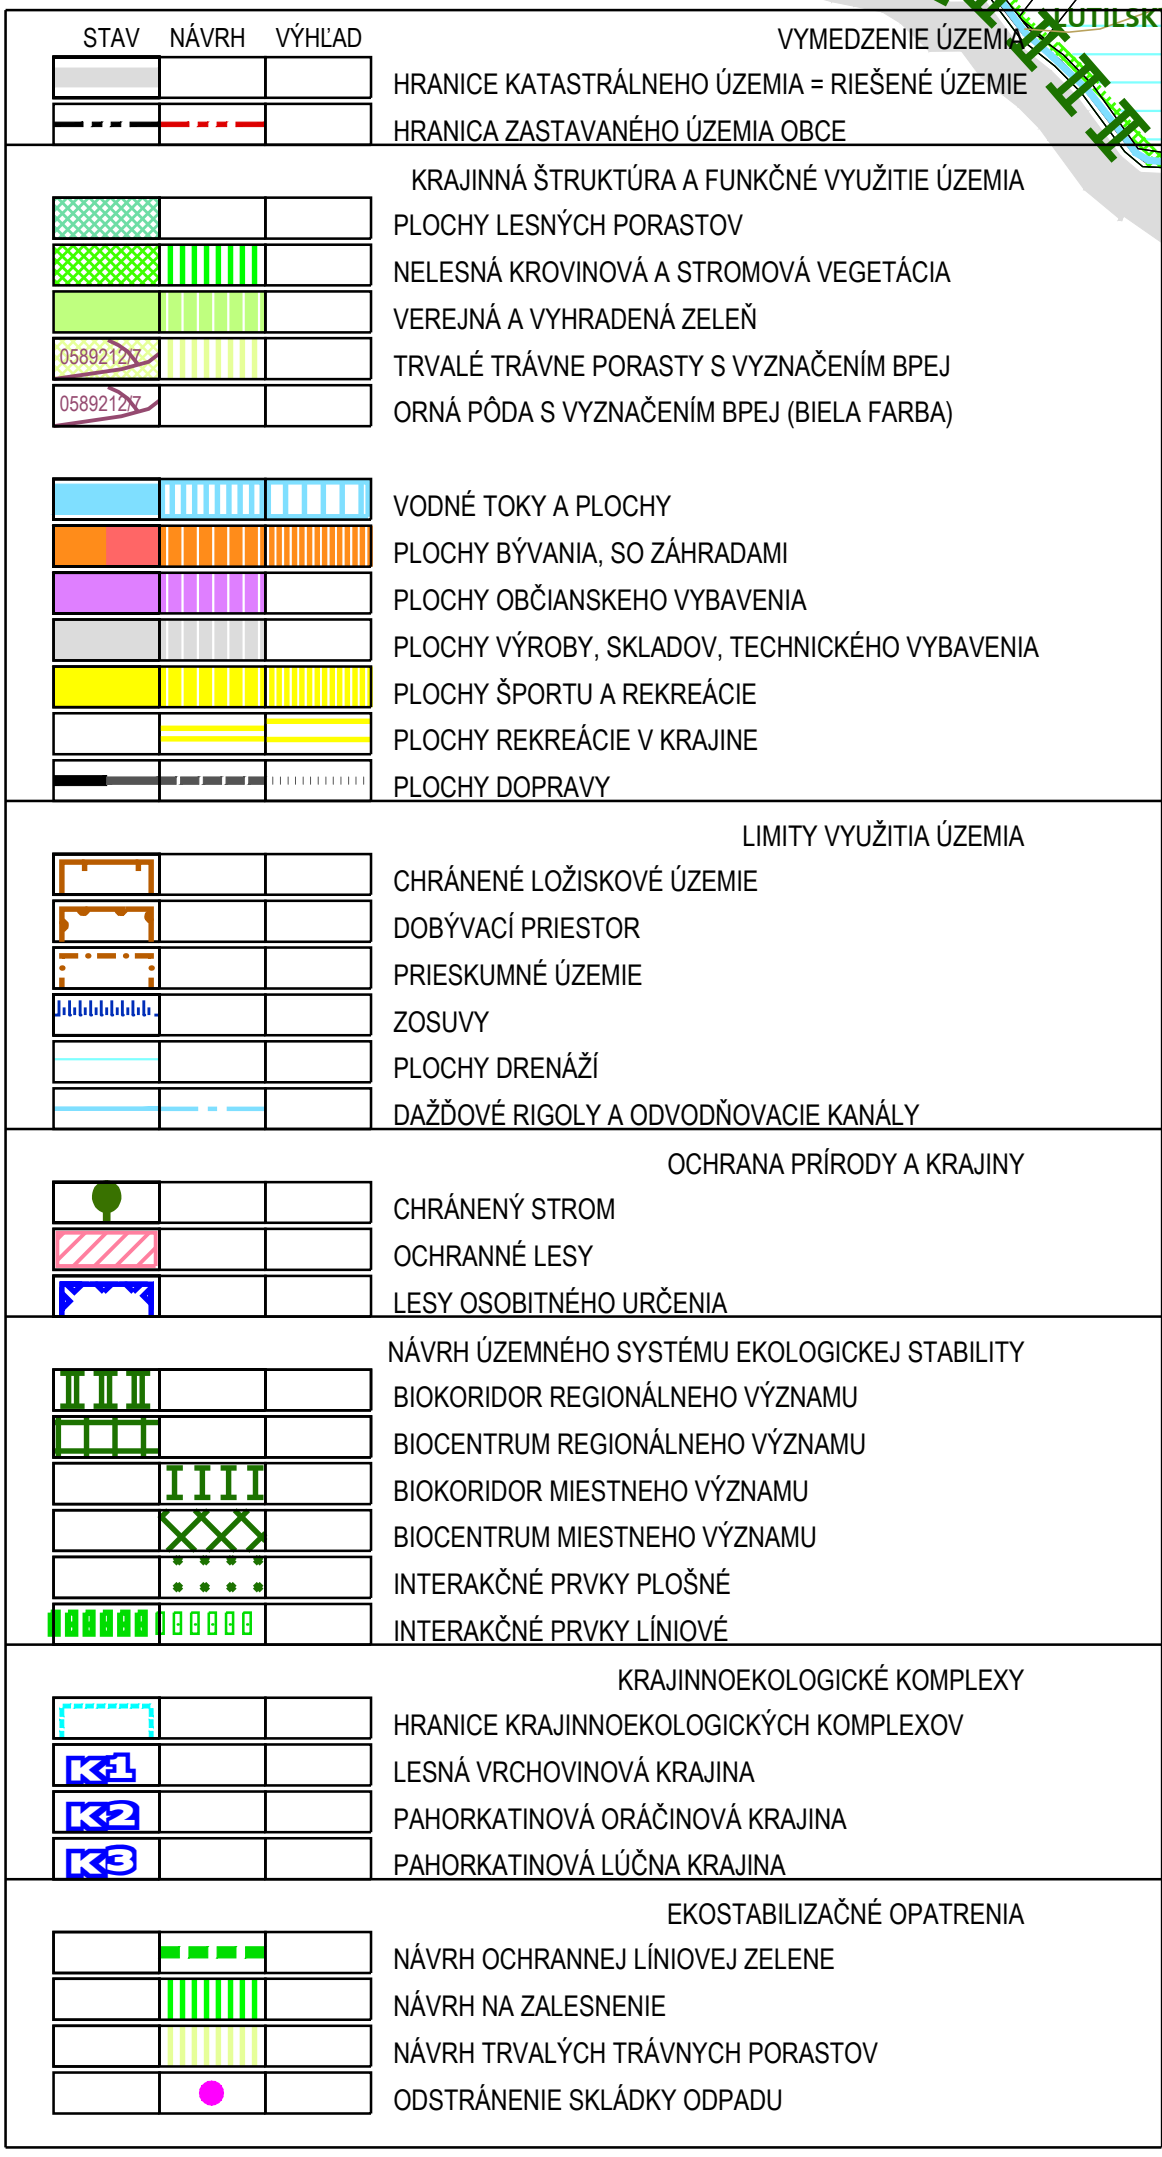 LUTILSK
STAV NÁVRH VÝHĽAD VYMEDZENIE ÚZEMIA
HRANICE KATASTRÁLNEHO ÚZEMIA = RIEŠENÉ ÚZEMIE
HRANICA ZASTAVANÉHO ÚZEMIA OBCE
KRAJINNÁ ŠTRUKTÚRA A FUNKČNÉ VYUŽITIE ÚZEMIA
PLOCHY LESNÝCH PORASTOV
NELESNÁ KROVINOVÁ A STROMOVÁ VEGETÁCIA
VEREJNÁ A VYHRADENÁ ZELEŇ
0589212/7 TRVALÉ TRÁVNE PORASTY S VYZNAČENÍM BPEJ
0589212/7 ORNÁ PÔDA S VYZNAČENÍM BPEJ (BIELA FARBA)
VODNÉ TOKY A PLOCHY
PLOCHY BÝVANIA, SO ZÁHRADAMI
PLOCHY OBČIANSKEHO VYBAVENIA
PLOCHY VÝROBY, SKLADOV, TECHNICKÉHO VYBAVENIA
PLOCHY ŠPORTU A REKREÁCIE
PLOCHY REKREÁCIE V KRAJINE
PLOCHY DOPRAVY
LIMITY VYUŽITIA ÚZEMIA
CHRÁNENÉ LOŽISKOVÉ ÚZEMIE
DOBÝVACÍ PRIESTOR
PRIESKUMNÉ ÚZEMIE
ZOSUVY
PLOCHY DRENÁŽÍ
DAŽĎOVÉ RIGOLY A ODVODŇOVACIE KANÁLY
OCHRANA PRÍRODY A KRAJINY
CHRÁNENÝ STROM
OCHRANNÉ LESY
LESY OSOBITNÉHO URČENIA
NÁVRH ÚZEMNÉHO SYSTÉMU EKOLOGICKEJ STABILITY
BIOKORIDOR REGIONÁLNEHO VÝZNAMU
BIOCENTRUM REGIONÁLNEHO VÝZNAMU
BIOKORIDOR MIESTNEHO VÝZNAMU
BIOCENTRUM MIESTNEHO VÝZNAMU
INTERAKČNÉ PRVKY PLOŠNÉ
INTERAKČNÉ PRVKY LÍNIOVÉ
KRAJINNOEKOLOGICKÉ KOMPLEXY
HRANICE KRAJINNOEKOLOGICKÝCH KOMPLEXOV
K1 LESNÁ VRCHOVINOVÁ KRAJINA
K2 PAHORKATINOVÁ ORÁČINOVÁ KRAJINA
K3 PAHORKATINOVÁ LÚČNA KRAJINA
EKOSTABILIZAČNÉ OPATRENIA
NÁVRH OCHRANNEJ LÍNIOVEJ ZELENE
NÁVRH NA ZALESNENIE
NÁVRH TRVALÝCH TRÁVNYCH PORASTOV
ODSTRÁNENIE SKLÁDKY ODPADU